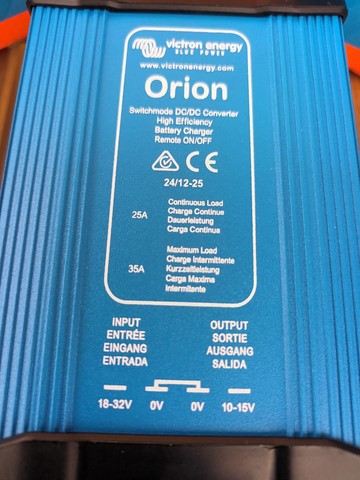 victron energy
BLUE POWER
www.victronenergy.com
Orion
Switchmode DC/DC Converter
High Efficiency
Battery Charger
Remote ON/OFF
CE
24/12-25
25A
Continuous Load
Charge Continue
Dauerleistung
Carga Continua
35A
Maximum Load
Charge Intermittente
Kurzzeitleistung
Carga Maxima
Intermitente
INPUT
ENTRÉE
EINGANG
ENTRADA
OUTPUT
SORTIE
AUSGANG
SALIDA
18-32V 0V 0V 10-15V